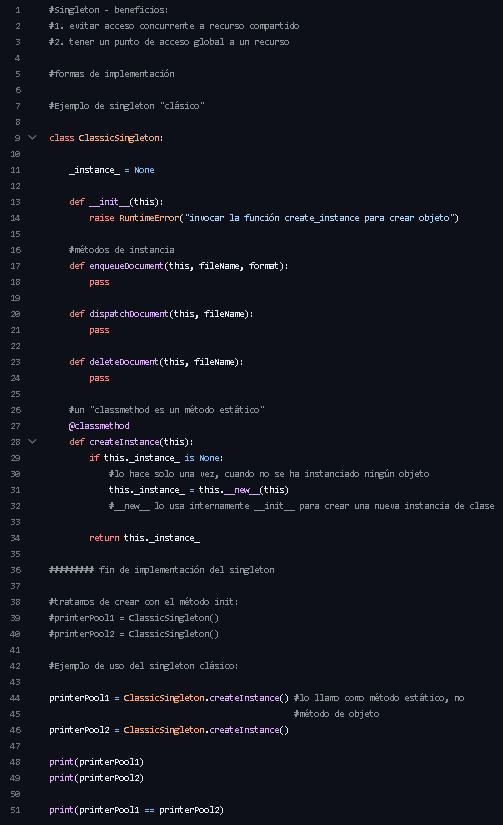 1 #Singleton - beneficios:
2 #1. evitar acceso concurrente a recurso compartido
3 #2. tener un punto de acceso global a un recurso
4
5 #formas de implementación
6
7 #Ejemplo de singleton "clásico"
8
9 class ClassicSingleton:
10
11     _instance_ = None
12
13     def __init__(this):
14         raise RuntimeError("invocar la función create_instance para crear objeto")
15
16     #métodos de instancia
17     def enqueueDocument(this, fileName, format):
18         pass
19
20     def dispatchDocument(this, fileName):
21         pass
22
23     def deleteDocument(this, fileName):
24         pass
25
26     #un "classmethod es un método estático"
27     @classmethod
28     def createInstance(this):
29         if this._instance_ is None:
30             #lo hace solo una vez, cuando no se ha instanciado ningún objeto
31             this._instance_ = this.__new__(this)
32             #__new__ lo usa internamente __init__ para crear una nueva instancia de clase
33
34         return this._instance_
35
36 ######### fin de implementación del singleton
37
38 #tratamos de crear con el método init:
39 #printerPool1 = ClassicSingleton()
40 #printerPool2 = ClassicSingleton()
41
42 #Ejemplo de uso del singleton clásico:
43
44 printerPool1 = ClassicSingleton.createInstance() #lo llamo como método estático, no
45                                                  #método de objeto
46 printerPool2 = ClassicSingleton.createInstance()
47
48 print(printerPool1)
49 print(printerPool2)
50
51 print(printerPool1 == printerPool2)